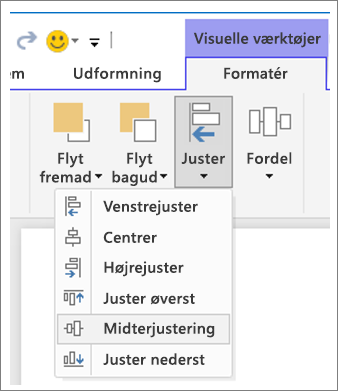 Visuelle værktøjer
em Udformning Formatér
Flyt Flyt Juster Fordel
fremad bagud
Venstrejuster
Centrer
Højrejuster
Juster øverst
Midterjustering
Juster nederst